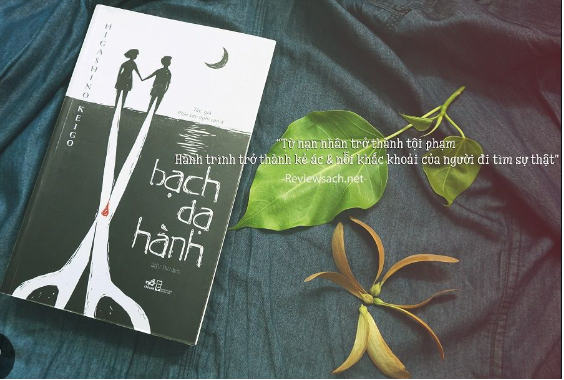 HIGASHINO KEIGO
bạch
dạ
hành
"Từ nạn nhân trở thành tội phạm
Hành trình trở thành kẻ ác & nỗi khắc khoải của người đi tìm sự thật"
Reviewsach.net